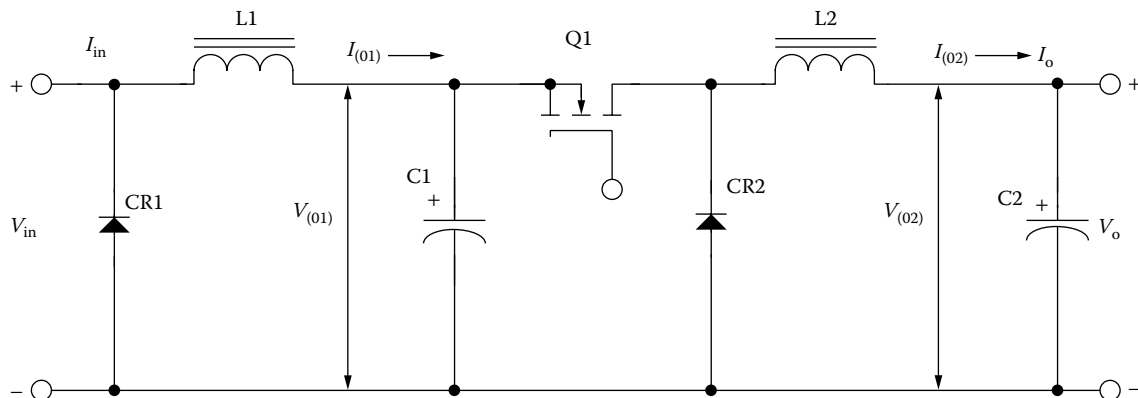 L1
L2
I_in
I_(01)
Q1
I_(02)
I_o
+
+
C1
+
CR1
CR2
C2
+
V_in
V_(01)
V_(02)
V_o
−
−